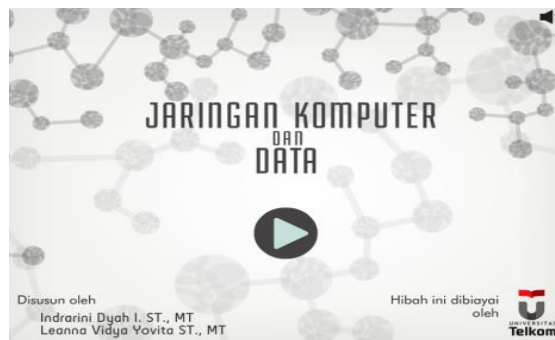 JARINGAN KOMPUTER
DAN
DATA
Disusun oleh
Indrarini Dyah I. ST., MT
Leanna Vidya Yovita ST., MT
Hibah ini dibiayai
oleh
UNIVERSITAS
Telkom